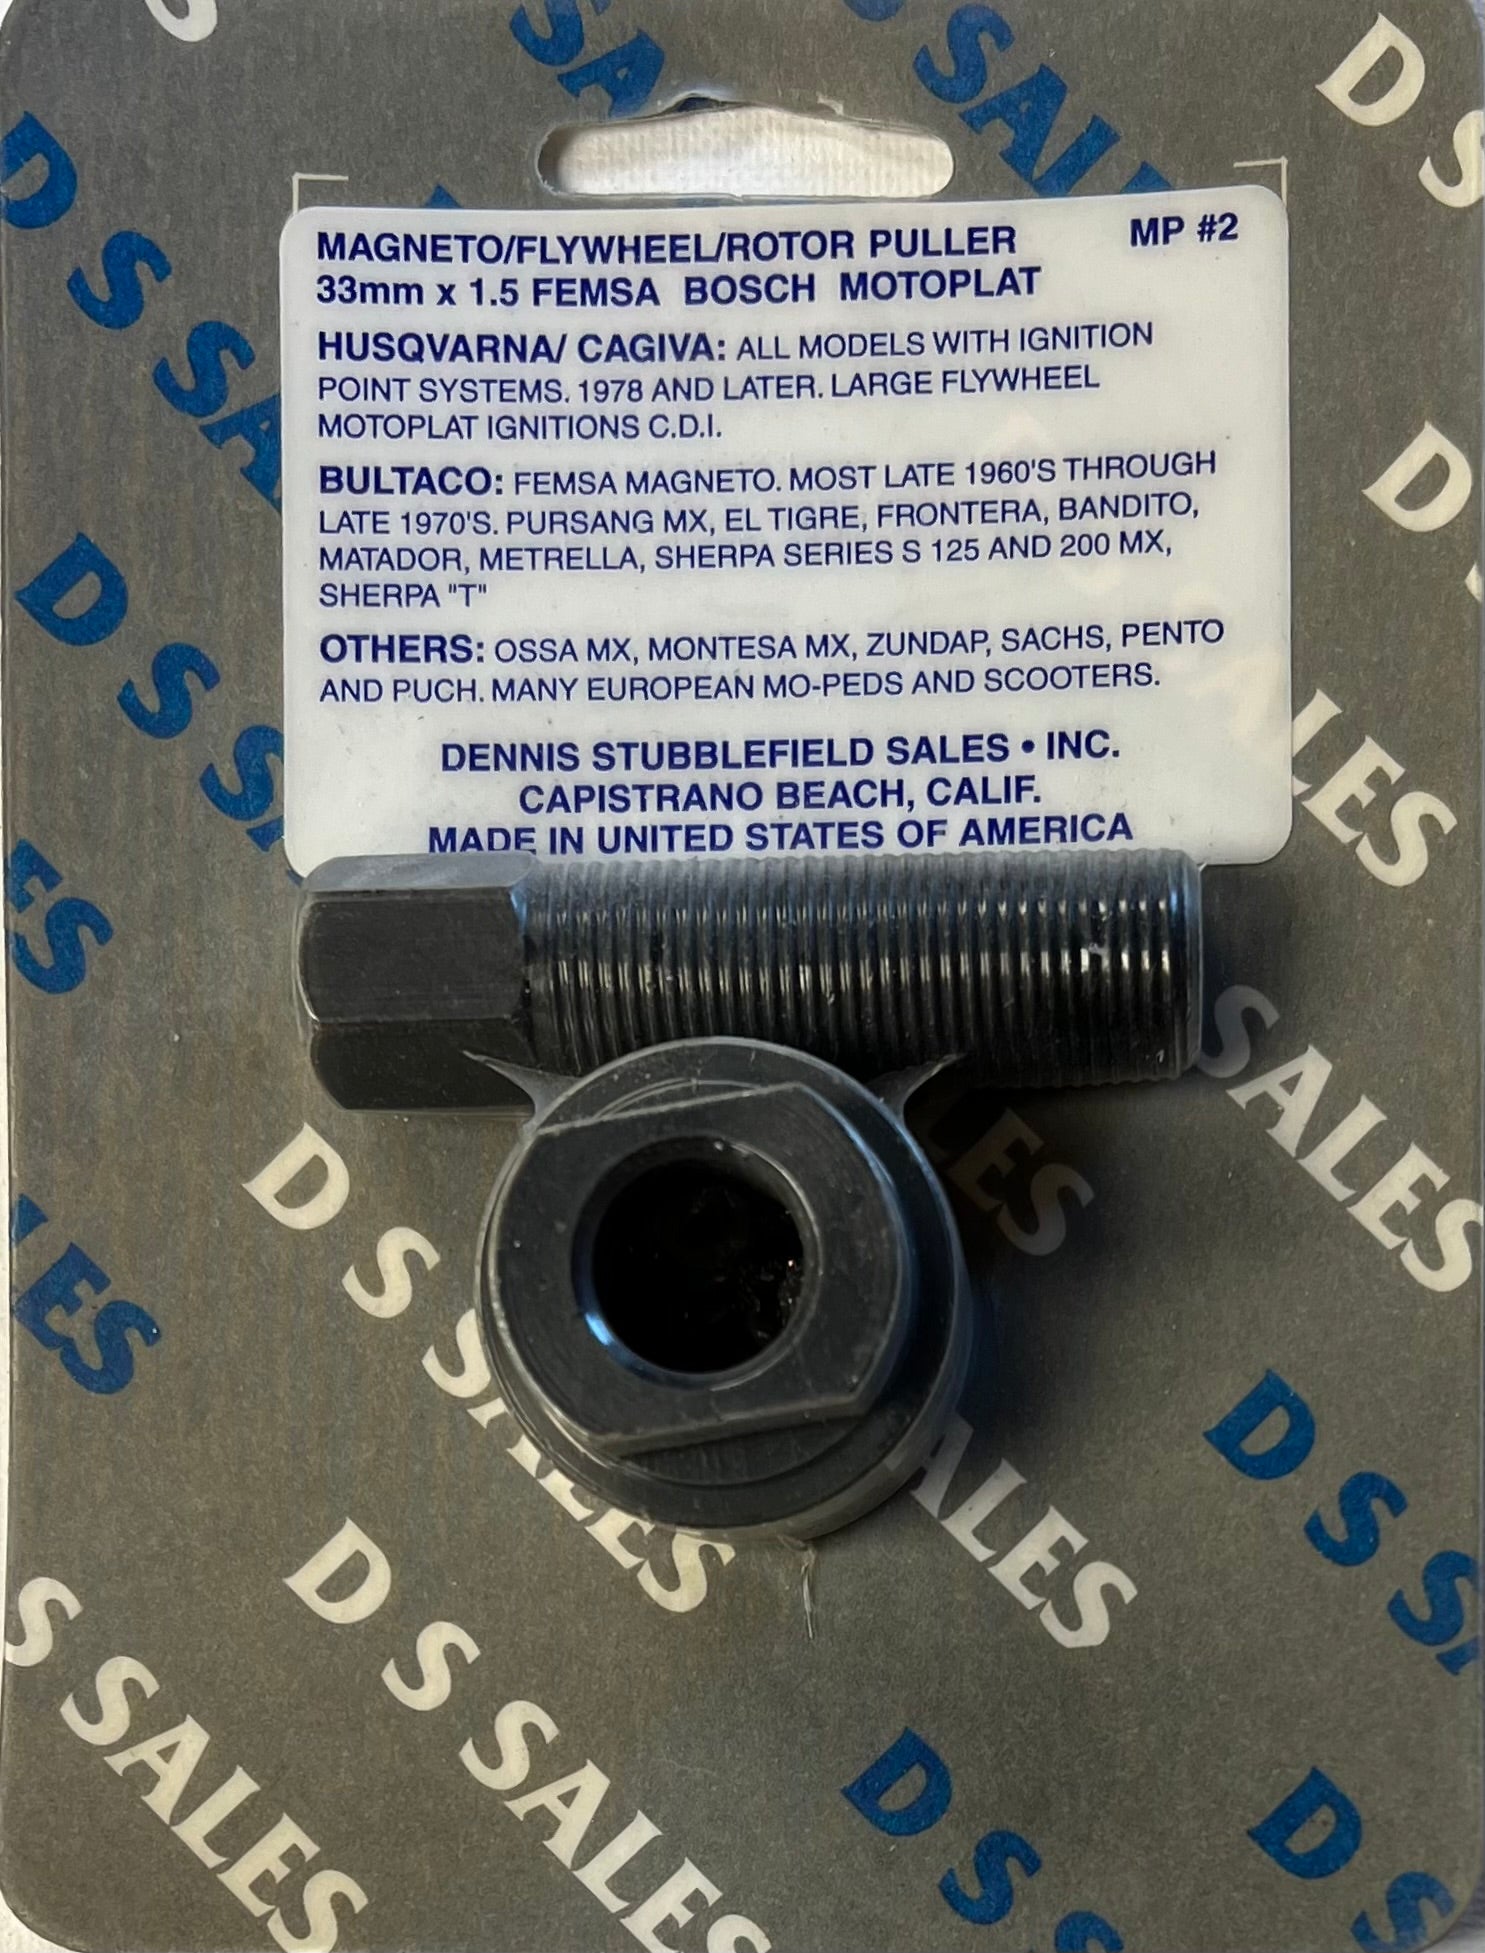 MAGNETO/FLYWHEEL/ROTOR PULLER MP #2
33mm x 1.5 FEMSA BOSCH MOTOPLAT
HUSQVARNA/ CAGIVA: ALL MODELS WITH IGNITION
POINT SYSTEMS. 1978 AND LATER. LARGE FLYWHEEL
MOTOPLAT IGNITIONS C.D.I.
BULTACO: FEMSA MAGNETO. MOST LATE 1960'S THROUGH
LATE 1970'S. PURSANG MX, EL TIGRE, FRONTERA, BANDITO,
MATADOR, METRELLA, SHERPA SERIES S 125 AND 200 MX,
SHERPA "T"
OTHERS: OSSA MX, MONTESA MX, ZUNDAP, SACHS, PENTO
AND PUCH. MANY EUROPEAN MO-PEDS AND SCOOTERS.
DENNIS STUBBLEFIELD SALES • INC.
CAPISTRANO BEACH, CALIF.
MADE IN UNITED STATES OF AMERICA
D S SALES
D S SALES